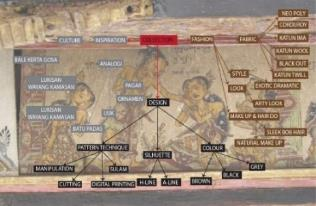 NEO POLY
CORDUROY
CULTURE
INSPIRATION
COLLECTION
FASHION
FABRIC
KATUN IMA
KATUN WOOL
BLACK OUT
KATUN TWILL
BALE KERTA GOSA
ANALOGI
STYLE
LOOK
EXOTIC DRAMATIC
LUKISAN
WAYANG KAMASAN
PAGAR
ORNAMEN
DESIGN
ARTY LOOK
MAKE UP & HAIR DO
LUKISAN
WAYANG KAMASAN
BATU PADAS
SLEEK BOB HAIR
NATURAL MAKE UP
PATTERN TECHNIQUE
SILHUETTE
COLOUR
MANIPULATION
SULAM
GREY
CUTTING
DIGITAL PRINTING
H-LINE
A-LINE
BROWN
BLACK